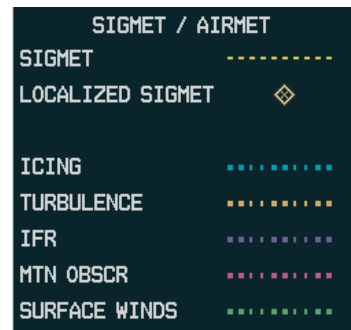 SIGMET / AIRMET
SIGMET
LOCALIZED SIGMET
ICING
TURBULENCE
IFR
MTN OBSCR
SURFACE WINDS